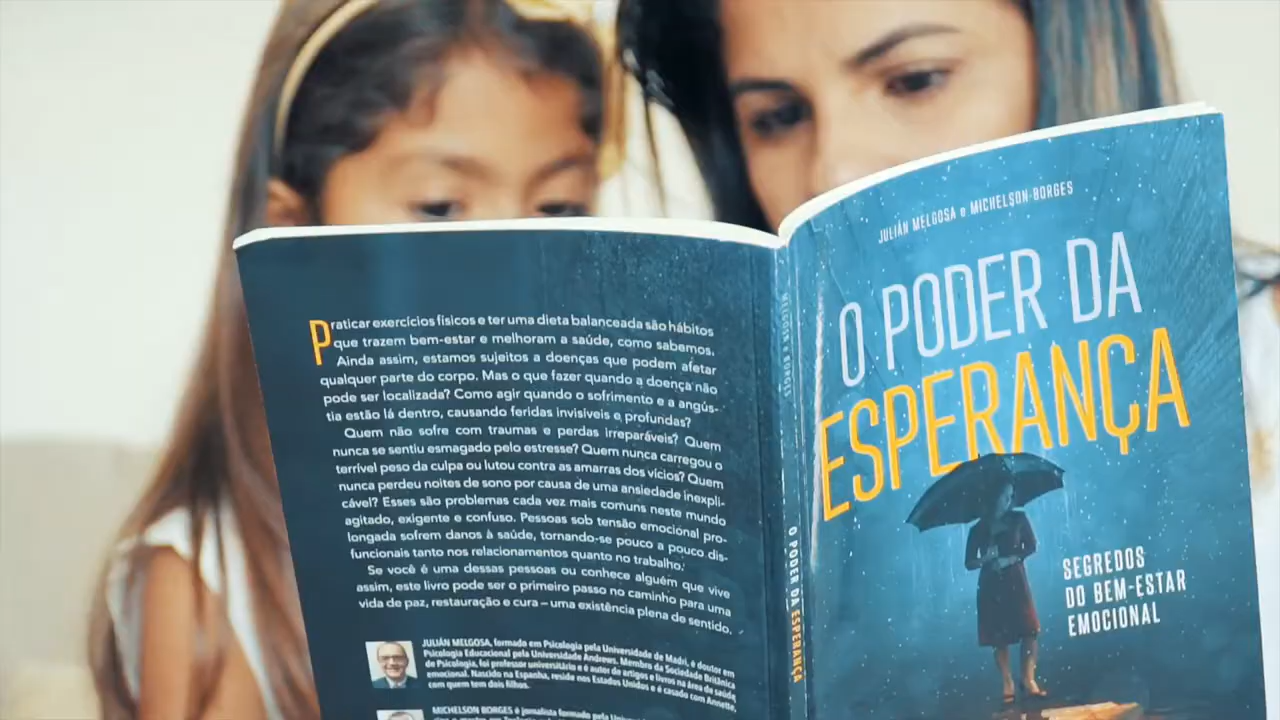 Praticar exercícios físicos e ter uma dieta balanceada são hábitos
que trazem bem-estar e melhoram a saúde, como sabemos.
Ainda assim, estamos sujeitos a doenças que podem afetar
qualquer parte do corpo. Mas o que fazer quando a doença não
pode ser localizada? Como agir quando o sofrimento e a angús-
tia estão lá dentro, causando feridas invisíveis e profundas?
Quem não sofre com traumas e perdas irreparáveis? Quem
nunca se sentiu esmagado pelo estresse? Quem nunca carregou o
terrível peso da culpa ou lutou contra as amarras dos vícios? Quem
nunca perdeu noites de sono por causa de uma ansiedade inexpli-
cável? Esses são problemas cada vez mais comuns neste mundo
agitado, exigente e confuso. Pessoas sob tensão emocional pro-
longada sofrem danos à saúde, tornando-se pouco a pouco dis-
funcionais tanto nos relacionamentos quanto no trabalho.
Se você é uma dessas pessoas ou conhece alguém que vive
assim, este livro pode ser o primeiro passo no caminho para uma
vida de paz, restauração e cura – uma existência plena de sentido.
JULIÁN MELGOSA, formado em Psicologia pela Universidade de Madri, é doutor em
Psicologia Educacional pela Universidade Andrews. Membro da Sociedade Britânica
de Psicologia, foi professor universitário e é autor de artigos e livros na área de saúde
emocional. Nascido na Espanha, reside nos Estados Unidos e é casado com Annette,
com quem tem dois filhos.
MICHELSON BORGES é jornalista formado pela
MELGOSA E BORGES
O PODER DA ESPERANÇA
JULIÁN MELGOSA e MICHELSON BORGES
O PODER DA
ESPERANÇA
SEGREDOS
DO BEM-ESTAR
EMOCIONAL